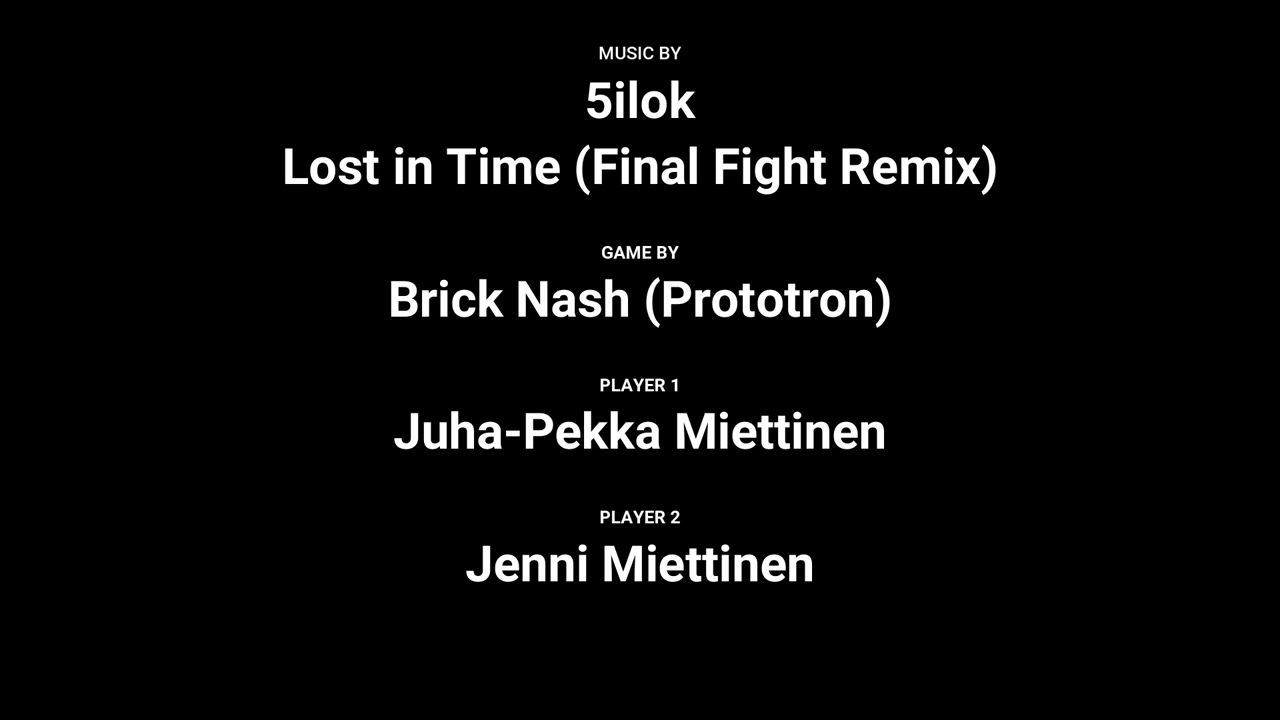 MUSIC BY
5ilok
Lost in Time (Final Fight Remix)
GAME BY
Brick Nash (Prototron)
PLAYER 1
Juha-Pekka Miettinen
PLAYER 2
Jenni Miettinen